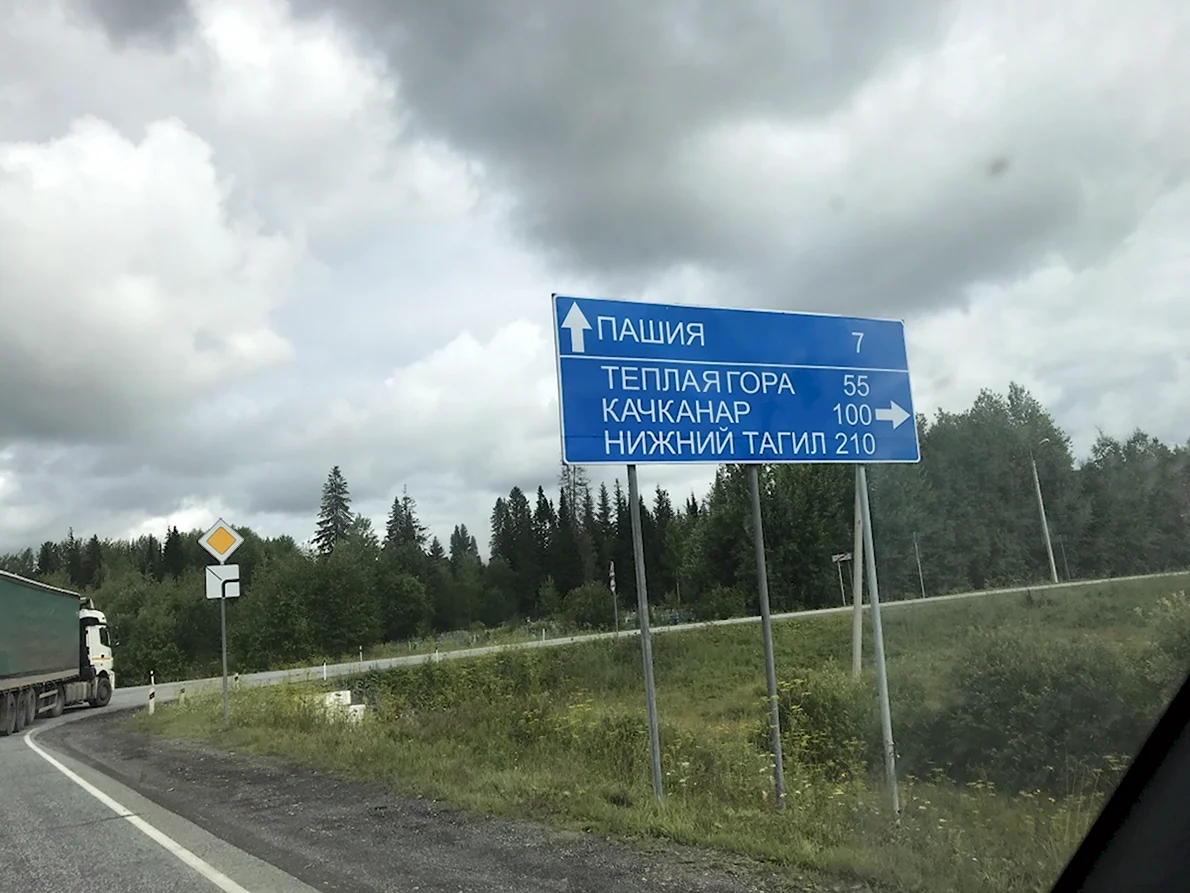 ПАШИЯ 7
ТЕПЛАЯ ГОРА 55
КАЧКАНАР 100
НИЖНИЙ ТАГИЛ 210